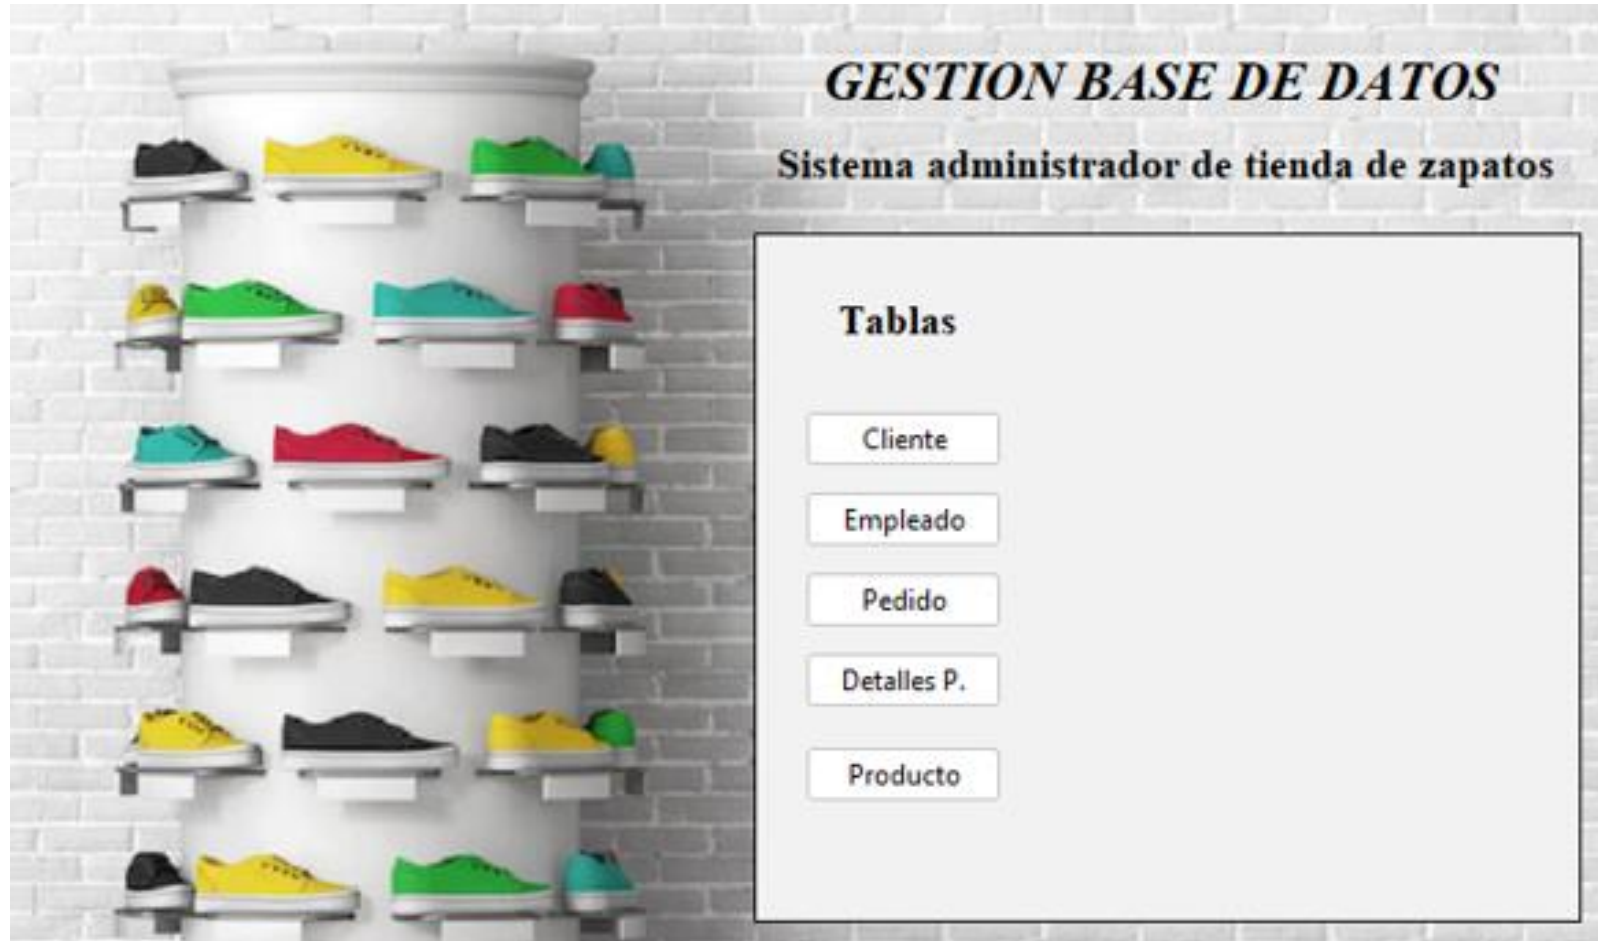 GESTION BASE DE DATOS
Sistema administrador de tienda de zapatos
Tablas
Cliente
Empleado
Pedido
Detalles P.
Producto